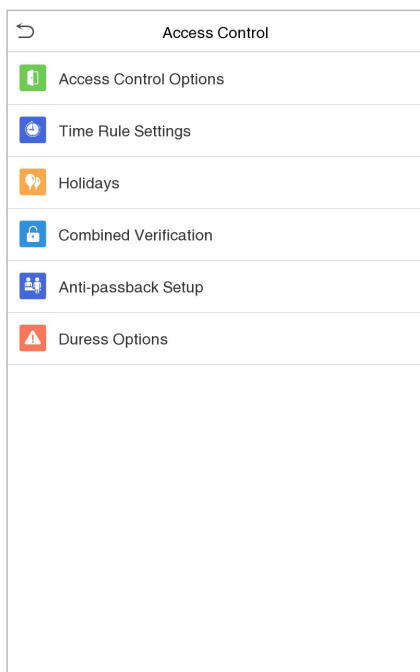 Access Control
Access Control Options
Time Rule Settings
Holidays
Combined Verification
Anti-passback Setup
Duress Options